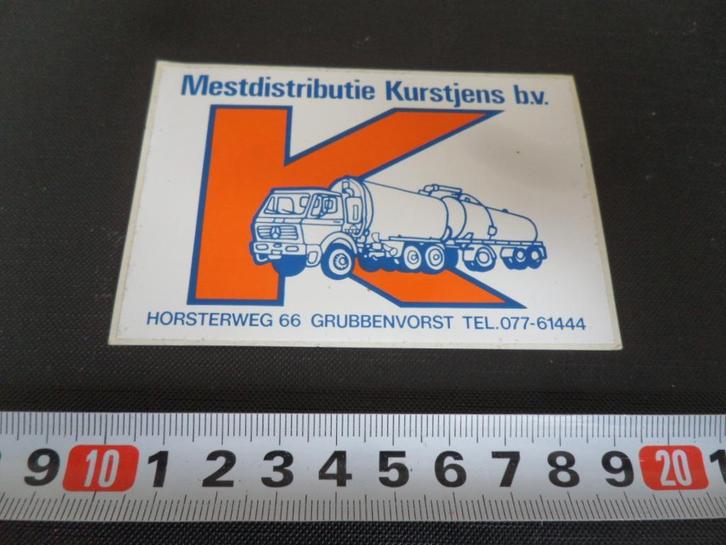 Mestdistributie Kurstjens b.v.
K
HORSTERWEG 66 GRUBBENVORST TEL.077-61444
9 10 1 2 3 4 5 6 7 8 9 20 1